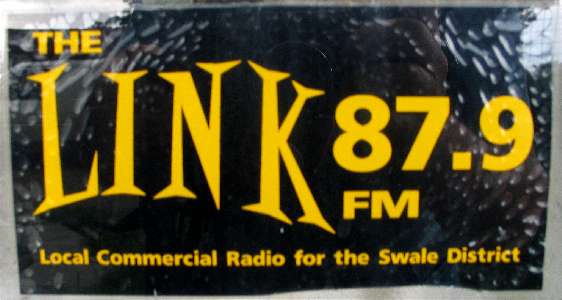 THE
LINK 87.9
FM
Local Commercial Radio for the Swale District